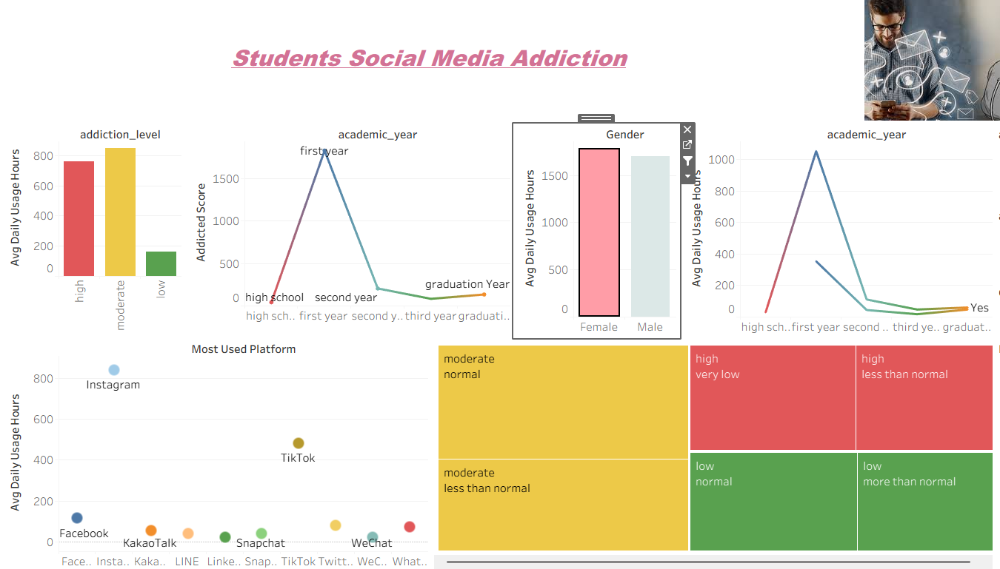 Students Social Media Addiction
addiction_level
Avg Daily Usage Hours
800
600
400
200
0
high
moderate
low
academic_year
Addicted Score
1500
1000
500
0
first year
high school
second year
graduation Year
high sch..
first year
second y..
third year
graduati..
Gender
Avg Daily Usage Hours
1500
1000
500
0
Female
Male
academic_year
Avg Daily Usage Hours
1000
800
600
400
200
0
Yes
high sch..
first year
second ..
third ye..
graduat..
Most Used Platform
Avg Daily Usage Hours
800
600
400
200
0
Instagram
TikTok
Facebook
KakaoTalk
Snapchat
WeChat
Face..
Insta..
Kaka..
LINE
Linke..
Snap..
TikTok
Twitt..
WeC..
What..
moderate
normal
moderate
less than normal
high
very low
high
less than normal
low
normal
low
more than normal